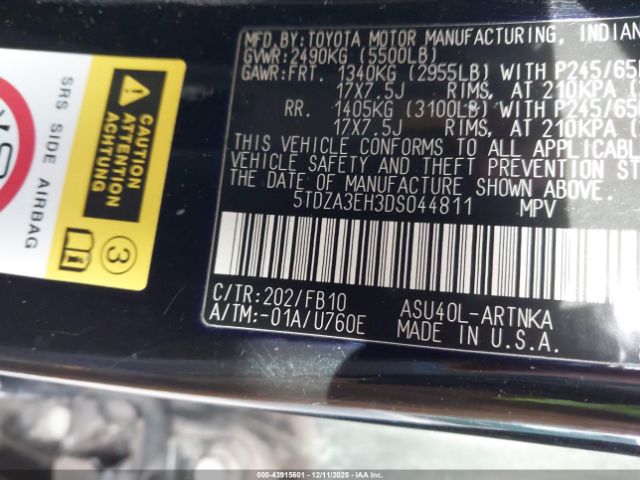 MFD.BY:TOYOTA MOTOR MANUFACTURING, INDIAN
GVWR:2490KG (5500LB)
GAWR:FRT. 1340KG (2955LB) WITH P245/65
17X7.5J RIMS, AT 210KPA
RR. 1405KG (3100LB) WITH P245/65
17X7.5J RIMS, AT 210KPA
THIS VEHICLE CONFORMS TO ALL APPLICABL
VEHICLE SAFETY AND THEFT PREVENTION S
THE DATE OF MANUFACTURE SHOWN ABOVE.
5TDZA3EH3DS044811 MPV
C/TR:202/FB10 ASU40L-ARTNKA
A/TM:-01A/U760E MADE IN U.S.A.
SRS SIDE AIRBAG
CAUTION
ATTENTION
ACHTUNG
3
000-43915601 - 12/11/2025 - IAAI.COM